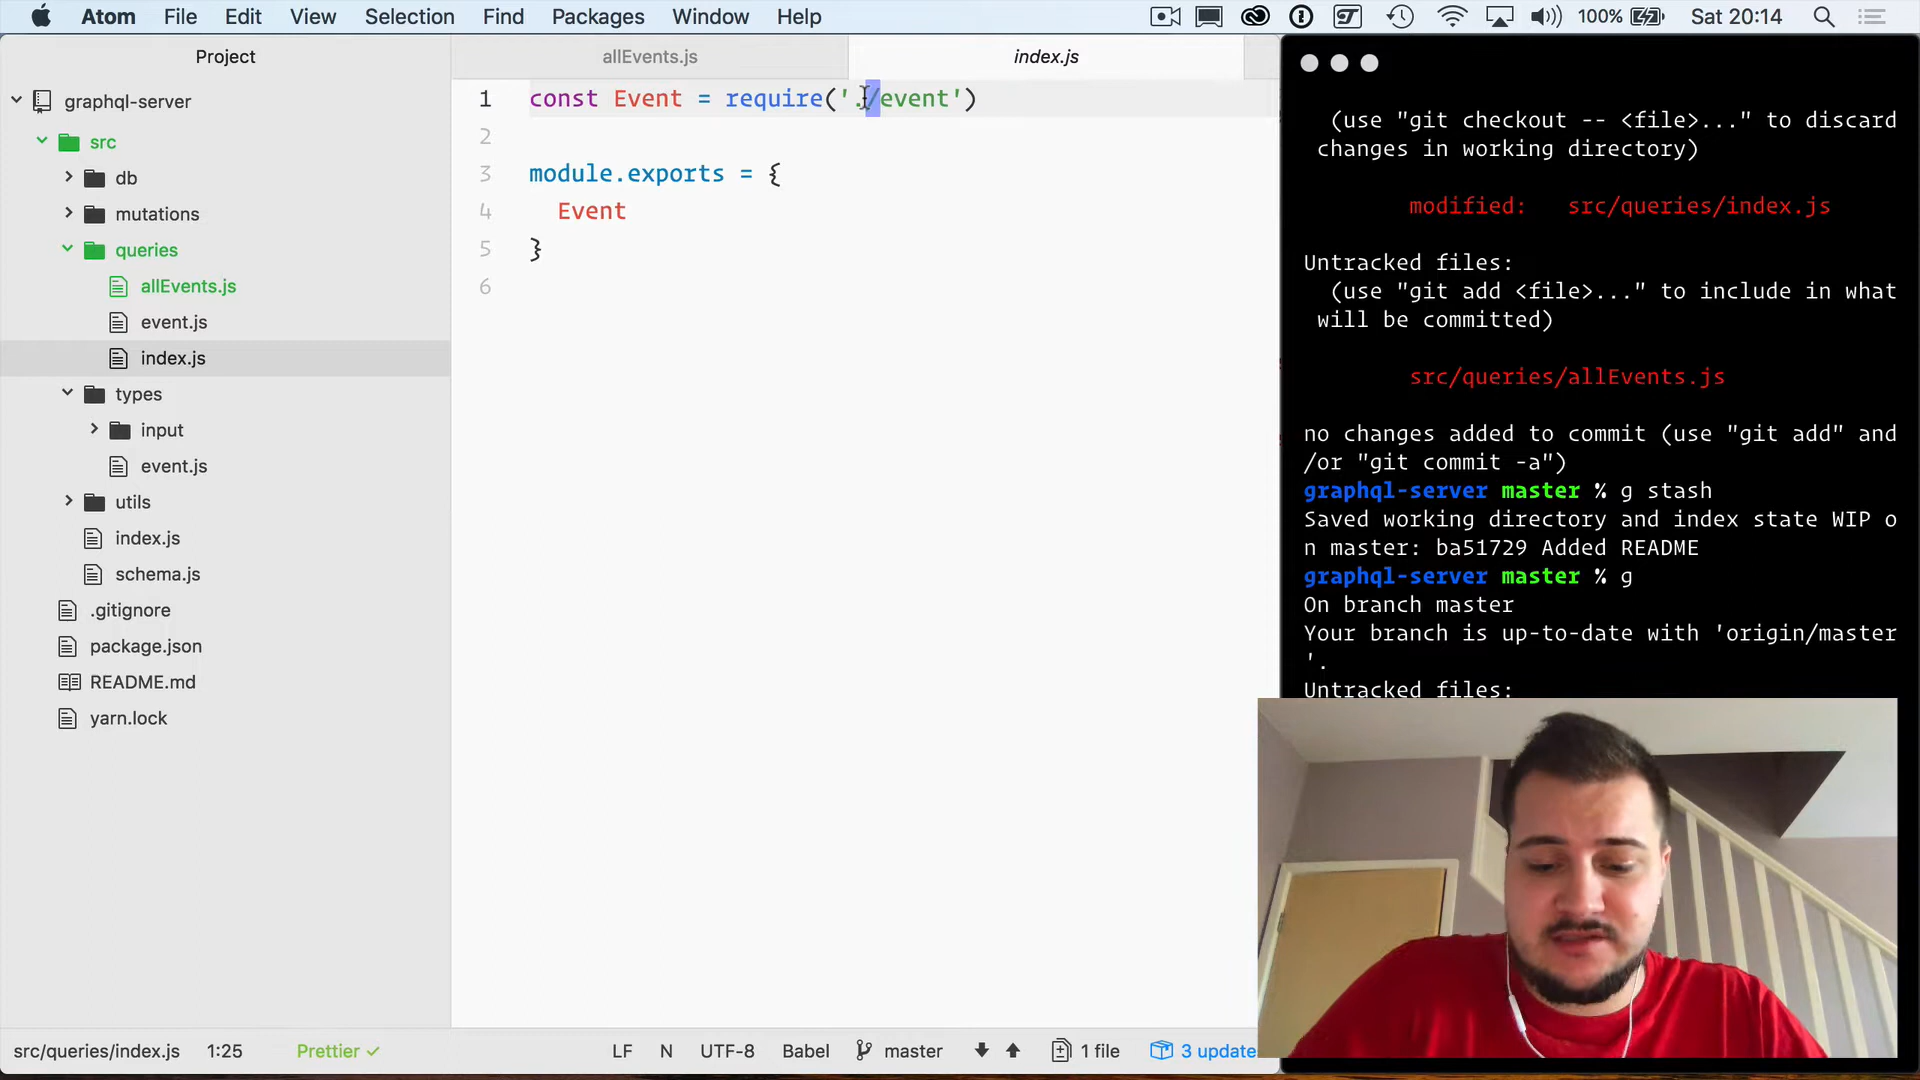 Atom File Edit View Selection Find Packages Window Help 100% Sat 20:14
Project
graphql-server
src
db
mutations
queries
allEvents.js
event.js
index.js
types
input
event.js
utils
index.js
schema.js
.gitignore
package.json
README.md
yarn.lock
allEvents.js index.js
1 const Event = require('./event')
2
3 module.exports = {
4 Event
5 }
6
(use "git checkout -- <file>..." to discard
changes in working directory)
modified: src/queries/index.js
Untracked files:
(use "git add <file>..." to include in what
will be committed)
src/queries/allEvents.js
no changes added to commit (use "git add" and
/or "git commit -a")
graphql-server master % g stash
Saved working directory and index state WIP o
n master: ba51729 Added README
graphql-server master % g
On branch master
Your branch is up-to-date with 'origin/master
'.
Untracked files:
src/queries/index.js 1:25 Prettier ✓ LF N UTF-8 Babel master 1 file 3 update